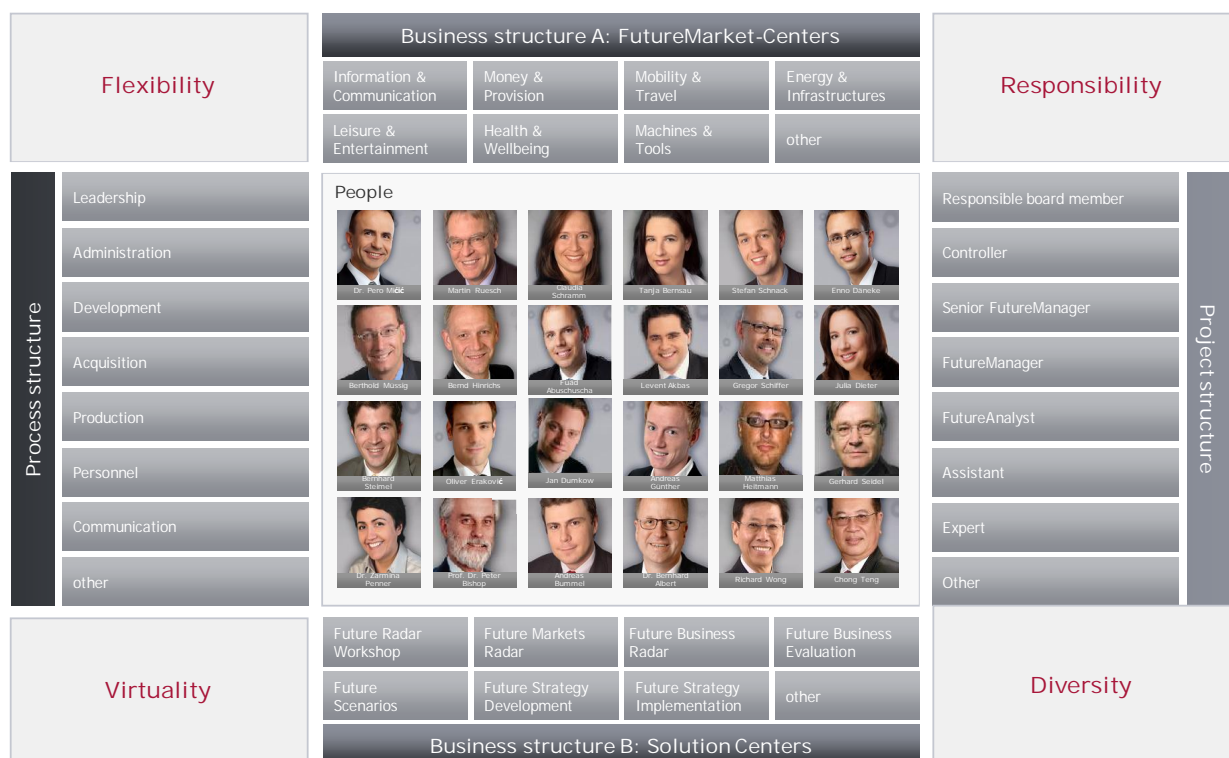 Flexibility
Business structure A: FutureMarket-Centers
Information &
Communication
Money &
Provision
Mobility &
Travel
Energy &
Infrastructures
Leisure &
Entertainment
Health &
Wellbeing
Machines &
Tools
other
Responsibility
Process structure
Leadership
Administration
Development
Acquisition
Production
Personnel
Communication
other
People
Dr. Pero Mićić
Martin Ruesch
Claudia
Schramm
Tanja Bernsau
Stefan Schnack
Enno Däneke
Berthold Müssig
Bernd Hinrichs
Fuad
Abuschuscha
Levent Akbas
Gregor Schiffer
Julia Dieter
Bernhard
Steimel
Oliver Eraković
Jan Dumkow
Andreas
Günther
Matthias
Heitmann
Gerhard Seidel
Dr. Zarmina
Penner
Prof. Dr. Peter
Bishop
Andreas
Bummel
Dr. Bernhard
Albert
Richard Wong
Chong Teng
Responsible board member
Controller
Senior FutureManager
FutureManager
FutureAnalyst
Assistant
Expert
Other
Project structure
Virtuality
Future Radar
Workshop
Future Markets
Radar
Future Business
Radar
Future Business
Evaluation
Future
Scenarios
Future Strategy
Development
Future Strategy
Implementation
other
Business structure B: Solution Centers
Diversity